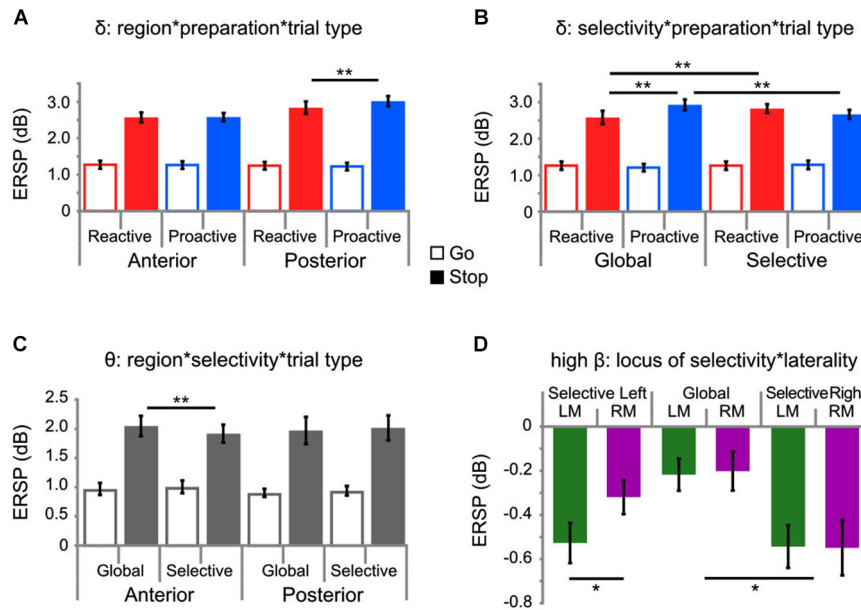 A
δ: region*preparation*trial type
**
ERSP (dB)
3.0
2.0
1.0
0
Reactive Proactive Reactive Proactive
Anterior Posterior
Go
Stop
B
δ: selectivity*preparation*trial type
**
** **
ERSP (dB)
3.0
2.0
1.0
0
Reactive Proactive Reactive Proactive
Global Selective
C
θ: region*selectivity*trial type
**
ERSP (dB)
2.5
2.0
1.5
1.0
0.5
0
Global Selective Global Selective
Anterior Posterior
D
high β: locus of selectivity*laterality
Selective Left Global Selective Righ
LM RM LM RM LM RM
ERSP (dB)
0
-0.2
-0.4
-0.6
-0.8
* *